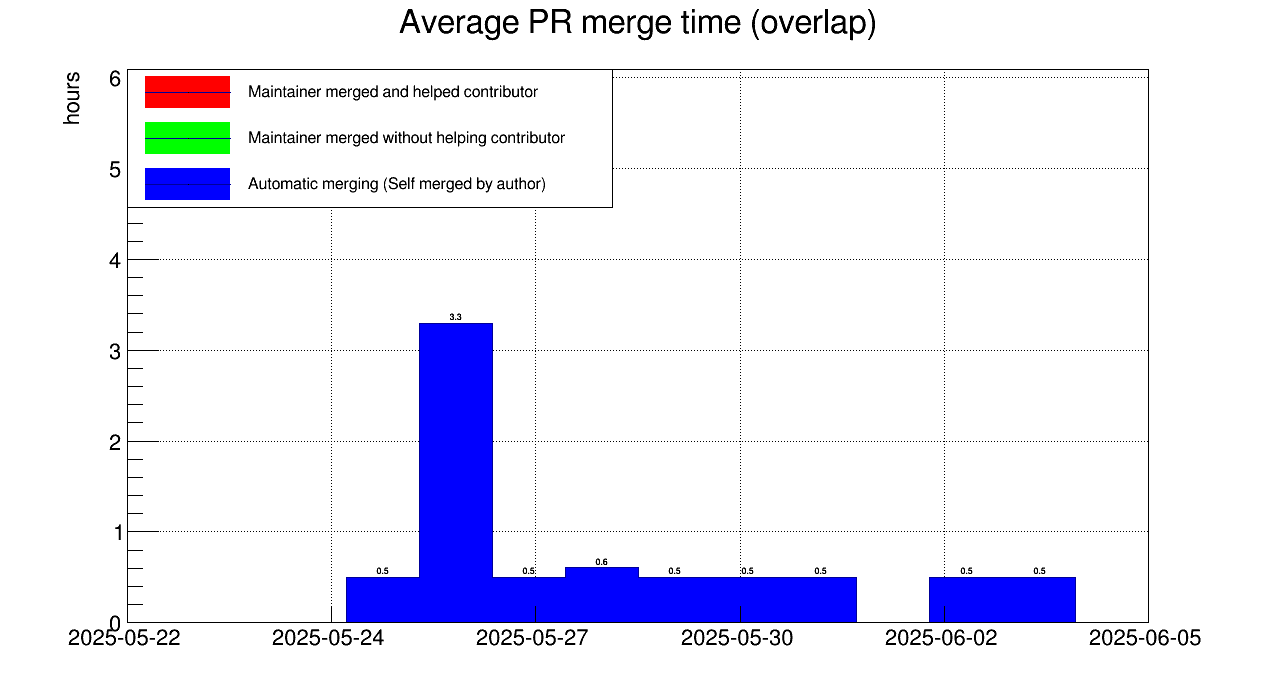 Average PR merge time (overlap)
hours
6
5
4
3
2
1
0
Maintainer merged and helped contributor
Maintainer merged without helping contributor
Automatic merging (Self merged by author)
0.5 3.3 0.5 0.6 0.5 0.5 0.5 0.5 0.5
2025-05-22 2025-05-24 2025-05-27 2025-05-30 2025-06-02 2025-06-05